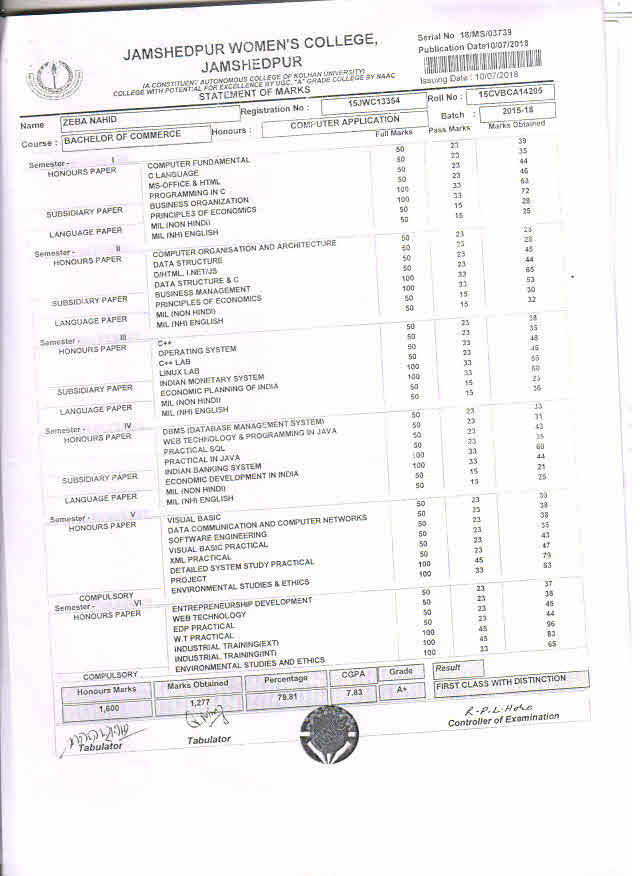 JAMSHEDPUR WOMEN'S COLLEGE,
JAMSHEDPUR
(A CONSTITUENT AUTONOMOUS COLLEGE OF KOLHAN UNIVERSITY)
COLLEGE WITH POTENTIAL FOR EXCELLENCE BY UGC, "A" GRADE COLLEGE BY NAAC
STATEMENT OF MARKS
Serial No 18/MS/03739
Publication Date10/07/2018
Issuing Date : 10/07/2018
Name ZEBA NAHID Registration No : 15JWC13354 Roll No : 15CVBCA14205
Course : BACHELOR OF COMMERCE Honours : COMPUTER APPLICATION Batch : 2015-18
Full Marks Pass Marks Marks Obtained
Semester - I
HONOURS PAPER COMPUTER FUNDAMENTAL 50 23 39
C LANGUAGE 50 23 35
MS-OFFICE & HTML 50 23 44
PROGRAMMING IN C 50 23 46
SUBSIDIARY PAPER BUSINESS ORGANIZATION 100 33 63
PRINCIPLES OF ECONOMICS 100 33 72
LANGUAGE PAPER MIL (NON HINDI) 50 15 28
MIL (NH) ENGLISH 50 15 25
Semester - II
HONOURS PAPER COMPUTER ORGANISATION AND ARCHITECTURE 50 23
DATA STRUCTURE 50 23 28
D/HTML, I.NET/JS 50 23 45
DATA STRUCTURE & C 50 23 44
SUBSIDIARY PAPER BUSINESS MANAGEMENT 100 33 65
PRINCIPLES OF ECONOMICS 100 33 53
LANGUAGE PAPER MIL (NON HINDI) 50 15 30
MIL (NH) ENGLISH 50 15 32
Semester - III
HONOURS PAPER C++ 50 23 38
OPERATING SYSTEM 50 23 35
C++ LAB 50 23 48
LINUX LAB 50 23 46
SUBSIDIARY PAPER INDIAN MONETARY SYSTEM 100 33 55
ECONOMIC PLANNING OF INDIA 100 33 60
LANGUAGE PAPER MIL (NON HINDI) 50 15 23
MIL (NH) ENGLISH 50 15 36
Semester - IV
HONOURS PAPER DBMS (DATABASE MANAGEMENT SYSTEM) 50 23 33
WEB TECHNOLOGY & PROGRAMMING IN JAVA 50 23 31
PRACTICAL SQL 50 23 43
PRACTICAL IN JAVA 50 23 35
SUBSIDIARY PAPER INDIAN BANKING SYSTEM 100 33 60
ECONOMIC DEVELOPMENT IN INDIA 100 33 44
LANGUAGE PAPER MIL (NON HINDI) 50 15 21
MIL (NH) ENGLISH 50 15 25
Semester - V
HONOURS PAPER VISUAL BASIC 50 23 39
DATA COMMUNICATION AND COMPUTER NETWORKS 50 23 38
SOFTWARE ENGINEERING 50 23 38
VISUAL BASIC PRACTICAL 50 23 35
XML PRACTICAL 50 23 43
DETAILED SYSTEM STUDY PRACTICAL 50 23 47
PROJECT 100 45 79
COMPULSORY ENVIRONMENTAL STUDIES & ETHICS 100 33 53
Semester - VI
HONOURS PAPER ENTREPRENEURSHIP DEVELOPMENT 50 23 37
WEB TECHNOLOGY 50 23 38
EDP PRACTICAL 50 23 46
W.T PRACTICAL 50 23 44
INDUSTRIAL TRAINING(EXT) 100 45 96
INDUSTRIAL TRAINING(INT) 100 45 83
COMPULSORY ENVIRONMENTAL STUDIES AND ETHICS 100 33 65
Honours Marks Marks Obtained Percentage CGPA Grade Result
1,600 1,277 79.81 7.83 A+ FIRST CLASS WITH DISTINCTION
Tabulator Tabulator Controller of Examination